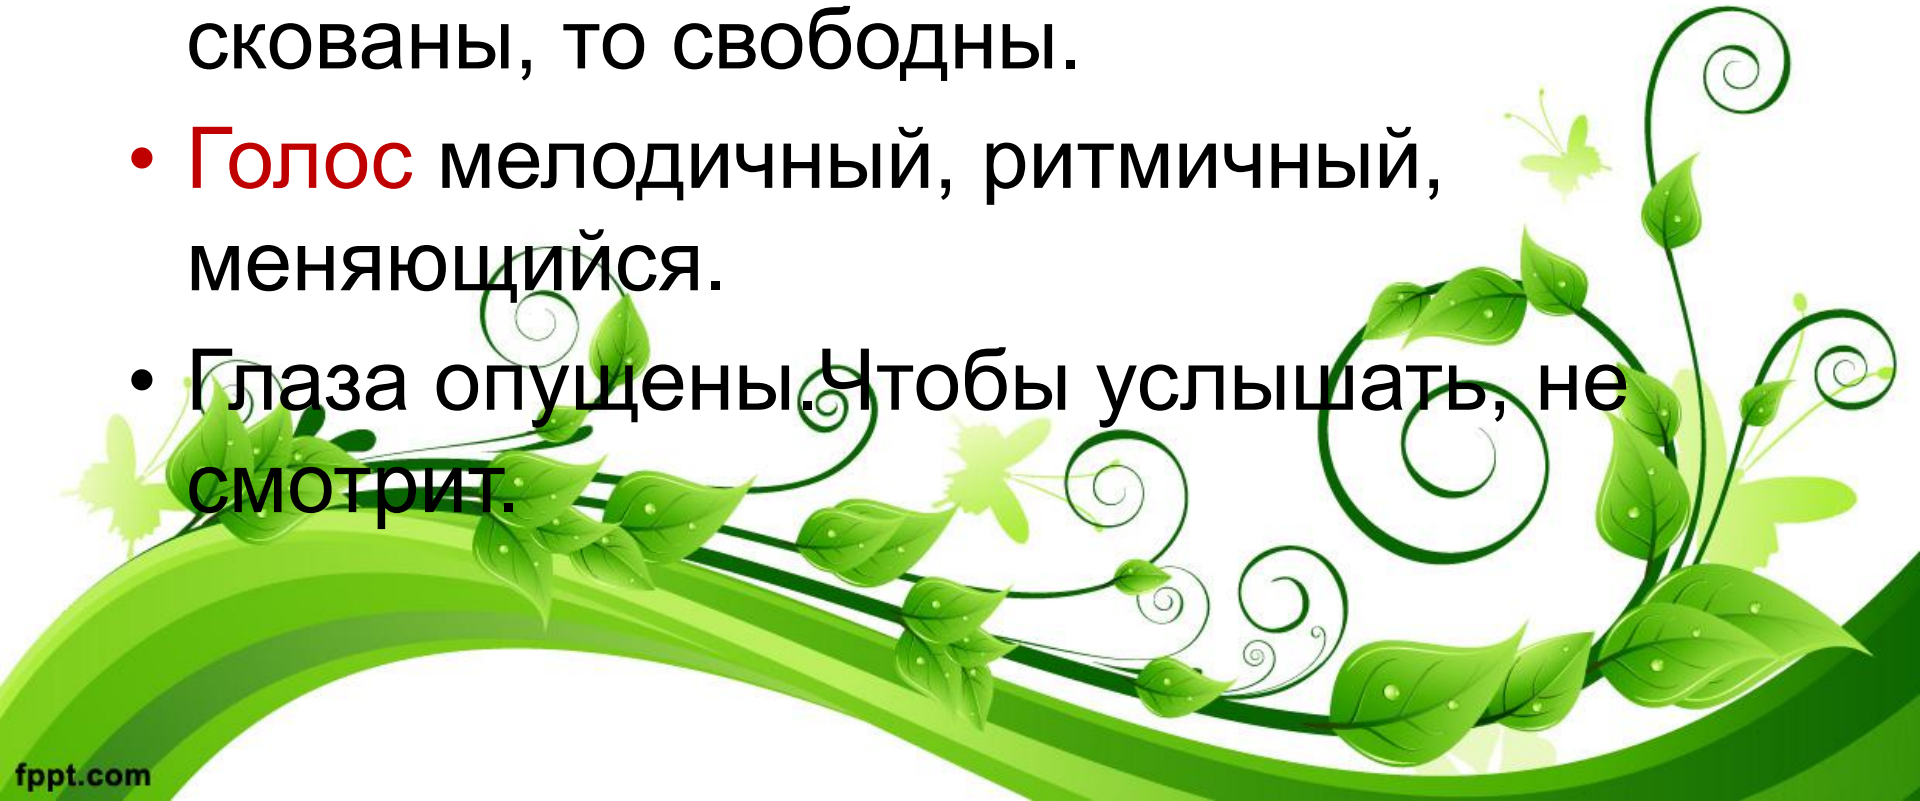 скованы, то свободны.
• Голос мелодичный, ритмичный,
меняющийся.
• Глаза опущены.Чтобы услышать, не
смотрит.
fppt.com